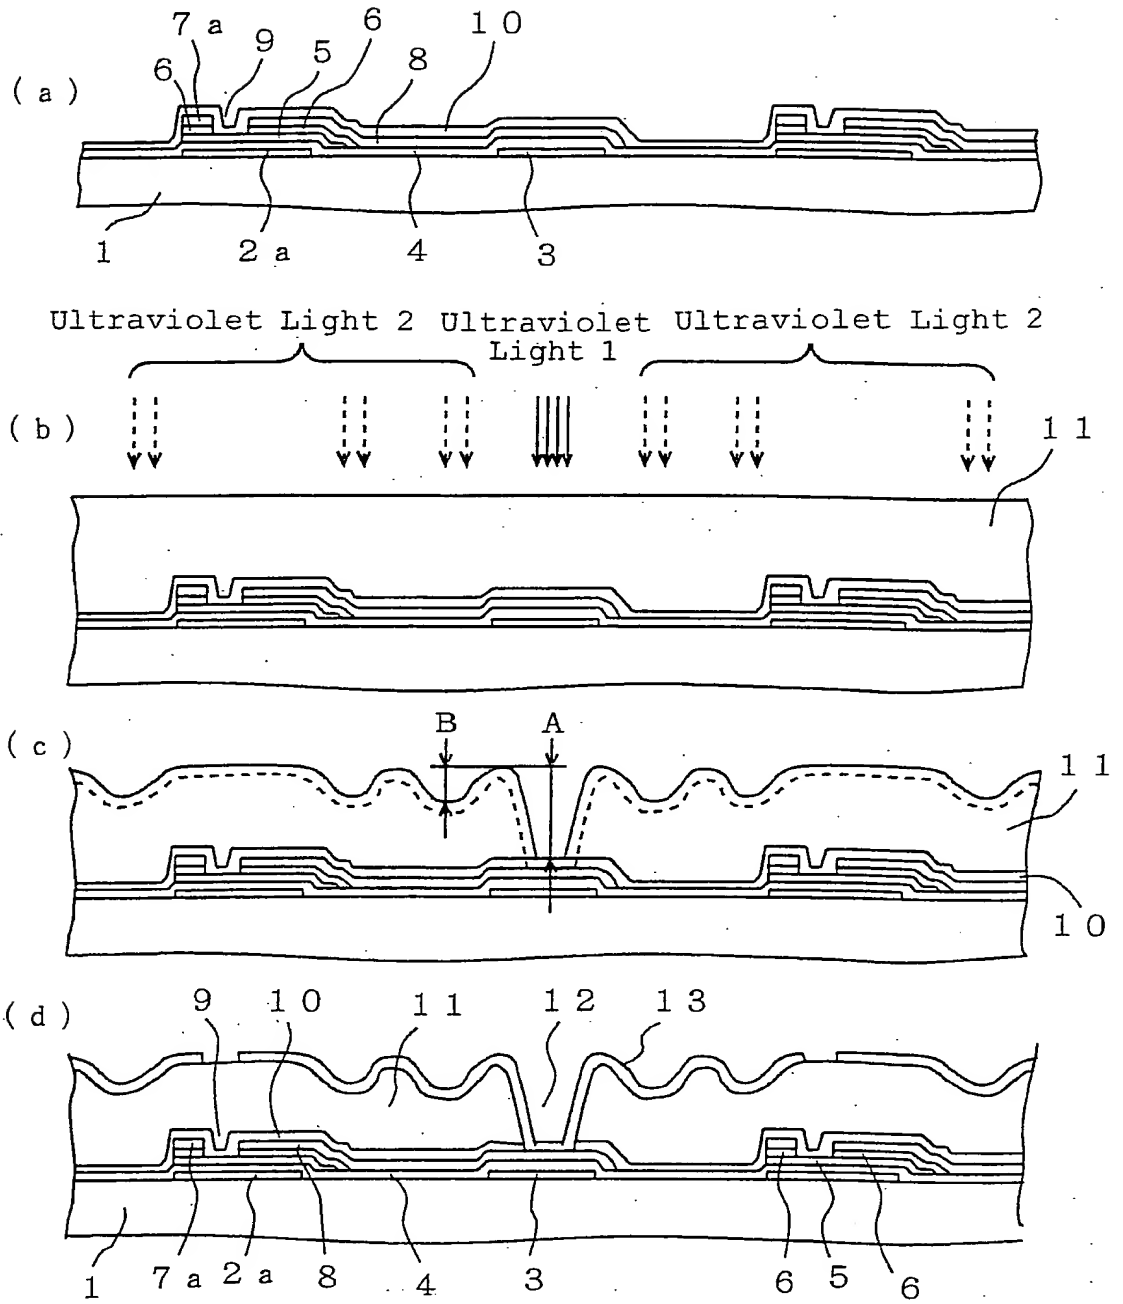 7a 6 10
9 5 8
(a) 6
1 2a 4 3
Ultraviolet Light 2 Ultraviolet Light 1 Ultraviolet Light 2
(b) 11
(c) B A 11
10
(d) 9 10 11 12 13
1 7a 2a 8 4 3 6 5 6